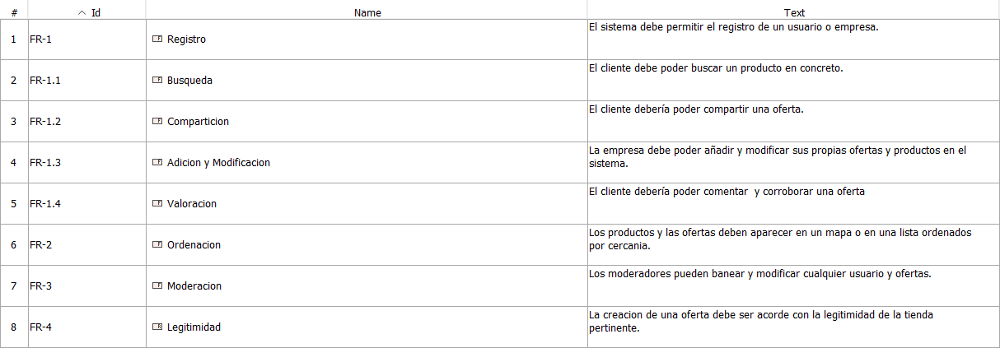 # Id Name Text
1 FR-1 Registro El sistema debe permitir el registro de un usuario o empresa.
2 FR-1.1 Busqueda El cliente debe poder buscar un producto en concreto.
3 FR-1.2 Comparticion El cliente debería poder compartir una oferta.
4 FR-1.3 Adicion y Modificacion La empresa debe poder añadir y modificar sus propias ofertas y productos en el
sistema.
5 FR-1.4 Valoracion El cliente debería poder comentar  y corroborar una oferta
6 FR-2 Ordenacion Los productos y las ofertas deben aparecer en un mapa o en una lista ordenados
por cercania.
7 FR-3 Moderacion Los moderadores pueden banear y modificar cualquier usuario y ofertas.
8 FR-4 Legitimidad La creacion de una oferta debe ser acorde con la legitimidad de la tienda
pertinente.